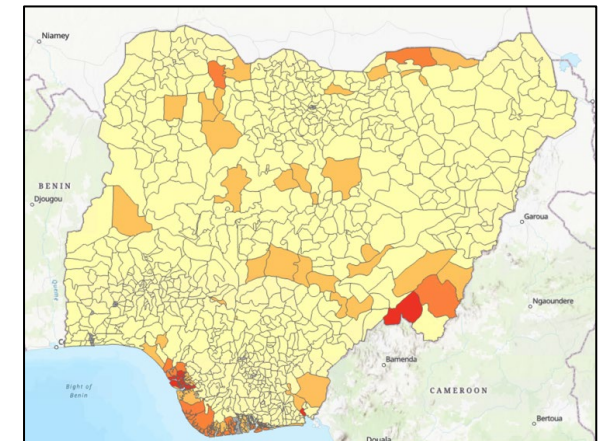 Niamey
BENIN
Djougou
Garoua
Ngaoundere
Bamenda
Bight of
Benin
CAMEROON
Bertoua
Douala